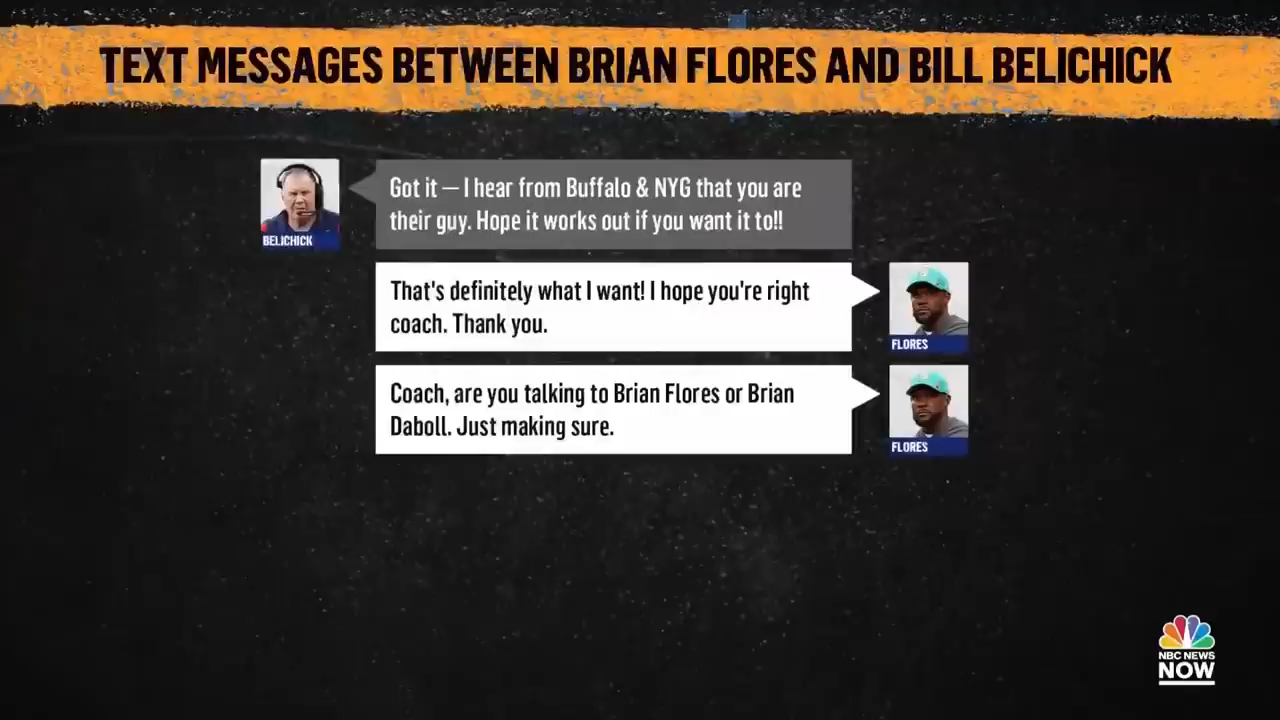 TEXT MESSAGES BETWEEN BRIAN FLORES AND BILL BELICHICK
Got it – I hear from Buffalo & NYG that you are
their guy. Hope it works out if you want it to!!
BELICHICK
That's definitely what I want! I hope you're right
coach. Thank you.
FLORES
Coach, are you talking to Brian Flores or Brian
Daboll. Just making sure.
FLORES
NBC NEWS
NOW